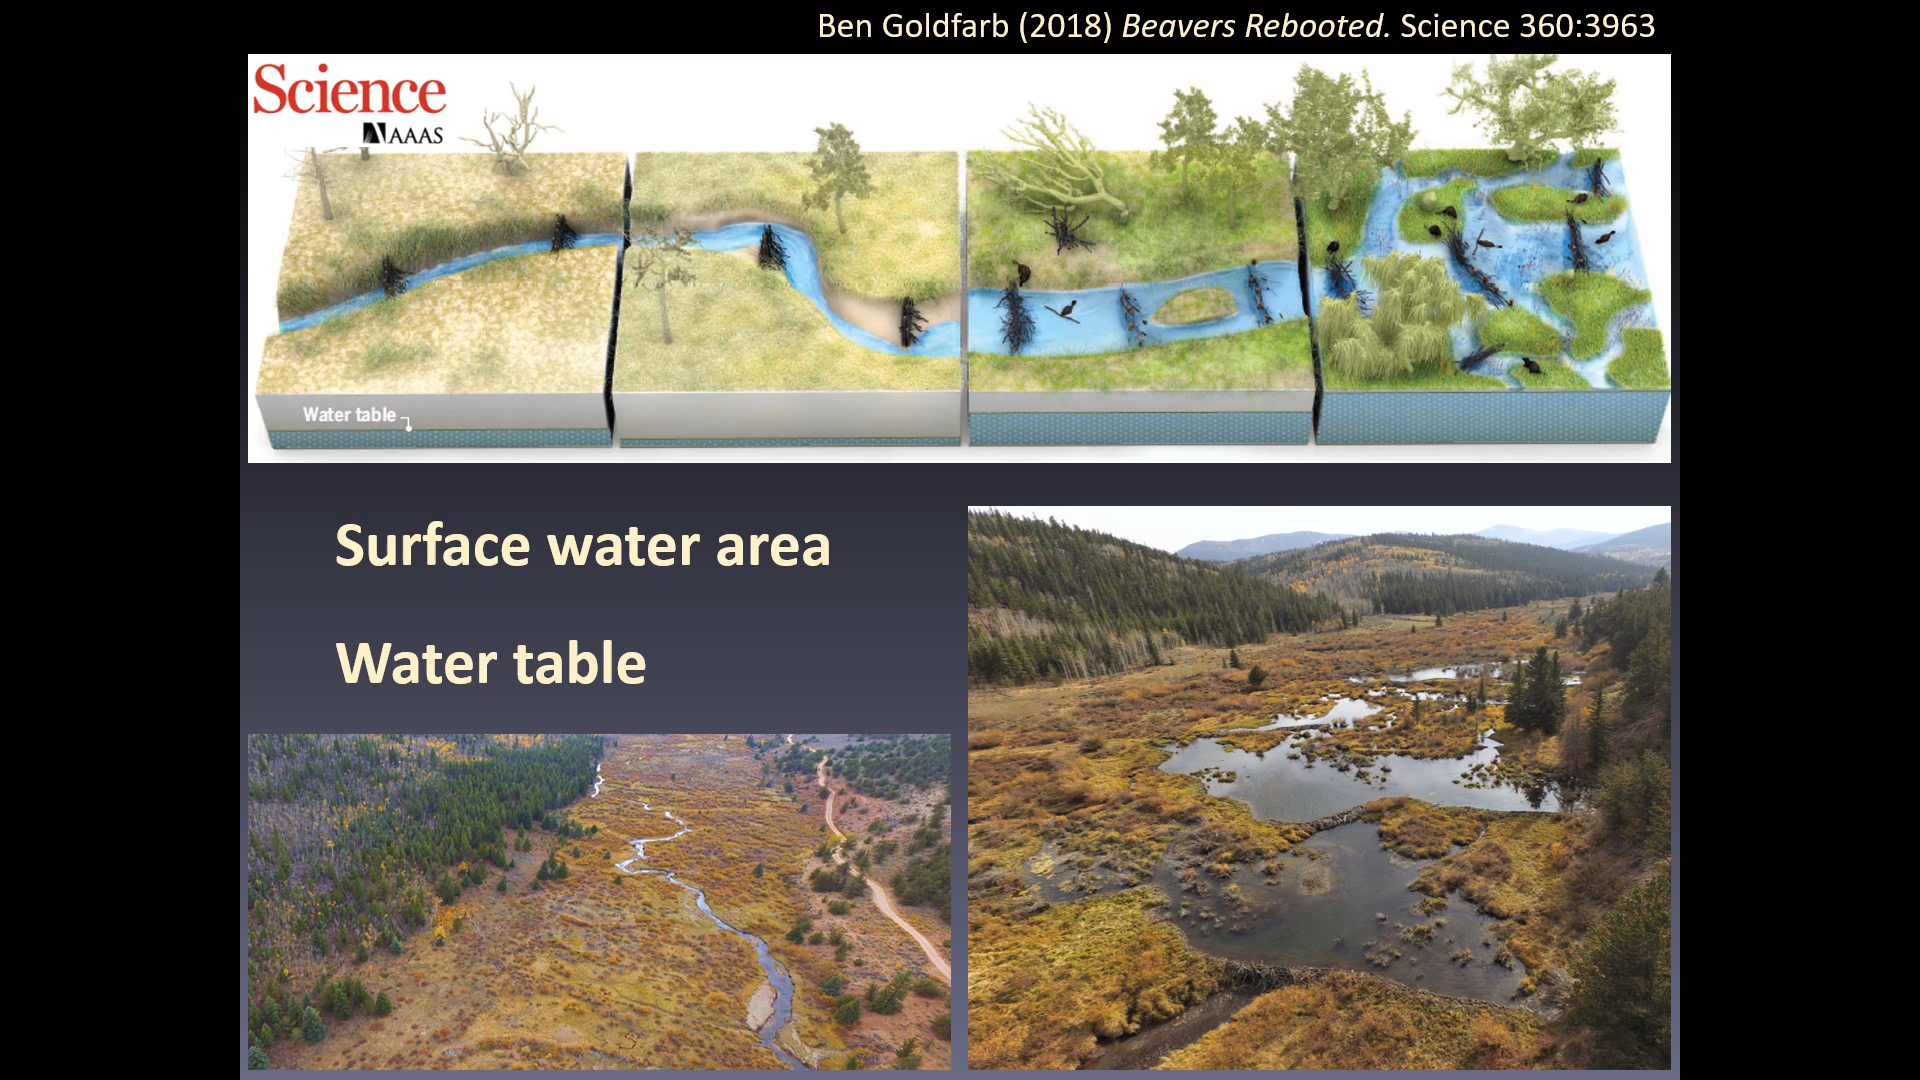 Ben Goldfarb (2018) Beavers Rebooted. Science 360:3963
Science
AAAS
Water table
Surface water area
Water table